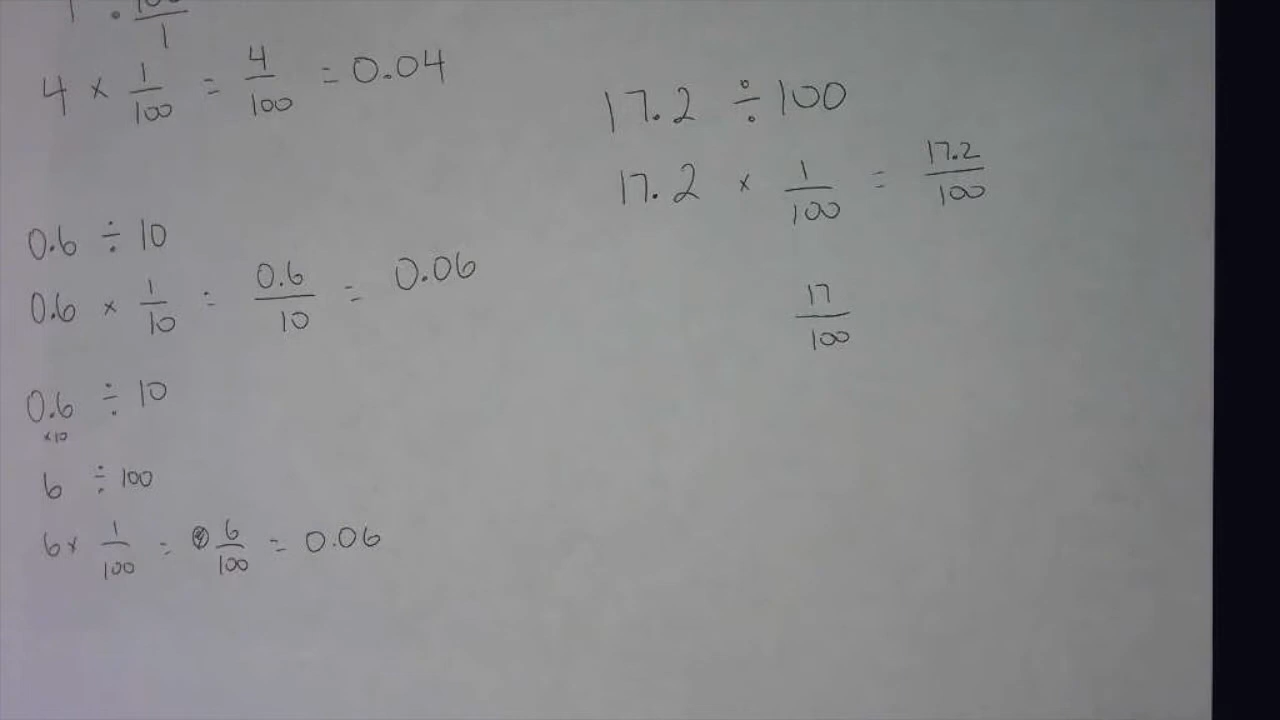 4 × 1/100 = 4/100 = 0.04
0.6 ÷ 10
0.6 × 1/10 = 0.6/10 = 0.06
0.6 ÷ 10
×10
6 ÷ 100
6 × 1/100 = 6/100 = 0.06
17.2 ÷ 100
17.2 × 1/100 = 17.2/100
17/100